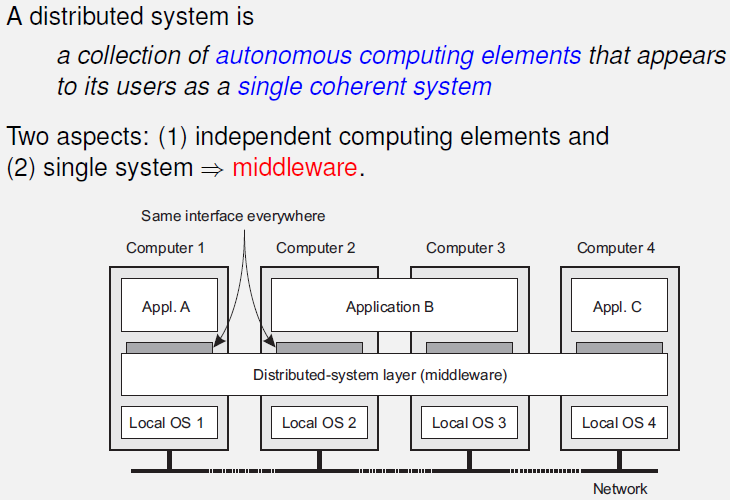 A distributed system is
a collection of autonomous computing elements that appears
to its users as a single coherent system
Two aspects: (1) independent computing elements and
(2) single system ⇒ middleware.
Same interface everywhere
Computer 1 Computer 2 Computer 3 Computer 4
Appl. A Application B Appl. C
Distributed-system layer (middleware)
Local OS 1 Local OS 2 Local OS 3 Local OS 4
Network